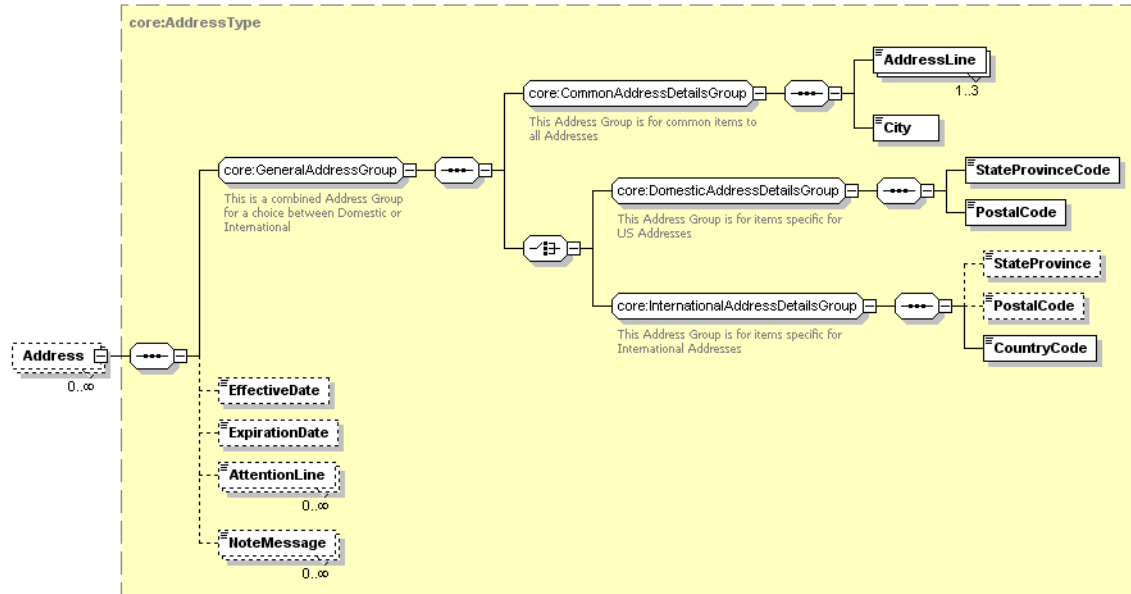 core:AddressType
AddressLine
1..3
core:CommonAddressDetailsGroup
This Address Group is for common items to
all Addresses
City
core:GeneralAddressGroup
This is a combined Address Group
for a choice between Domestic or
International
core:DomesticAddressDetailsGroup
This Address Group is for items specific for
US Addresses
StateProvinceCode
PostalCode
core:InternationalAddressDetailsGroup
This Address Group is for items specific for
International Addresses
StateProvince
PostalCode
CountryCode
Address
0..∞
EffectiveDate
ExpirationDate
AttentionLine
0..∞
NoteMessage
0..∞